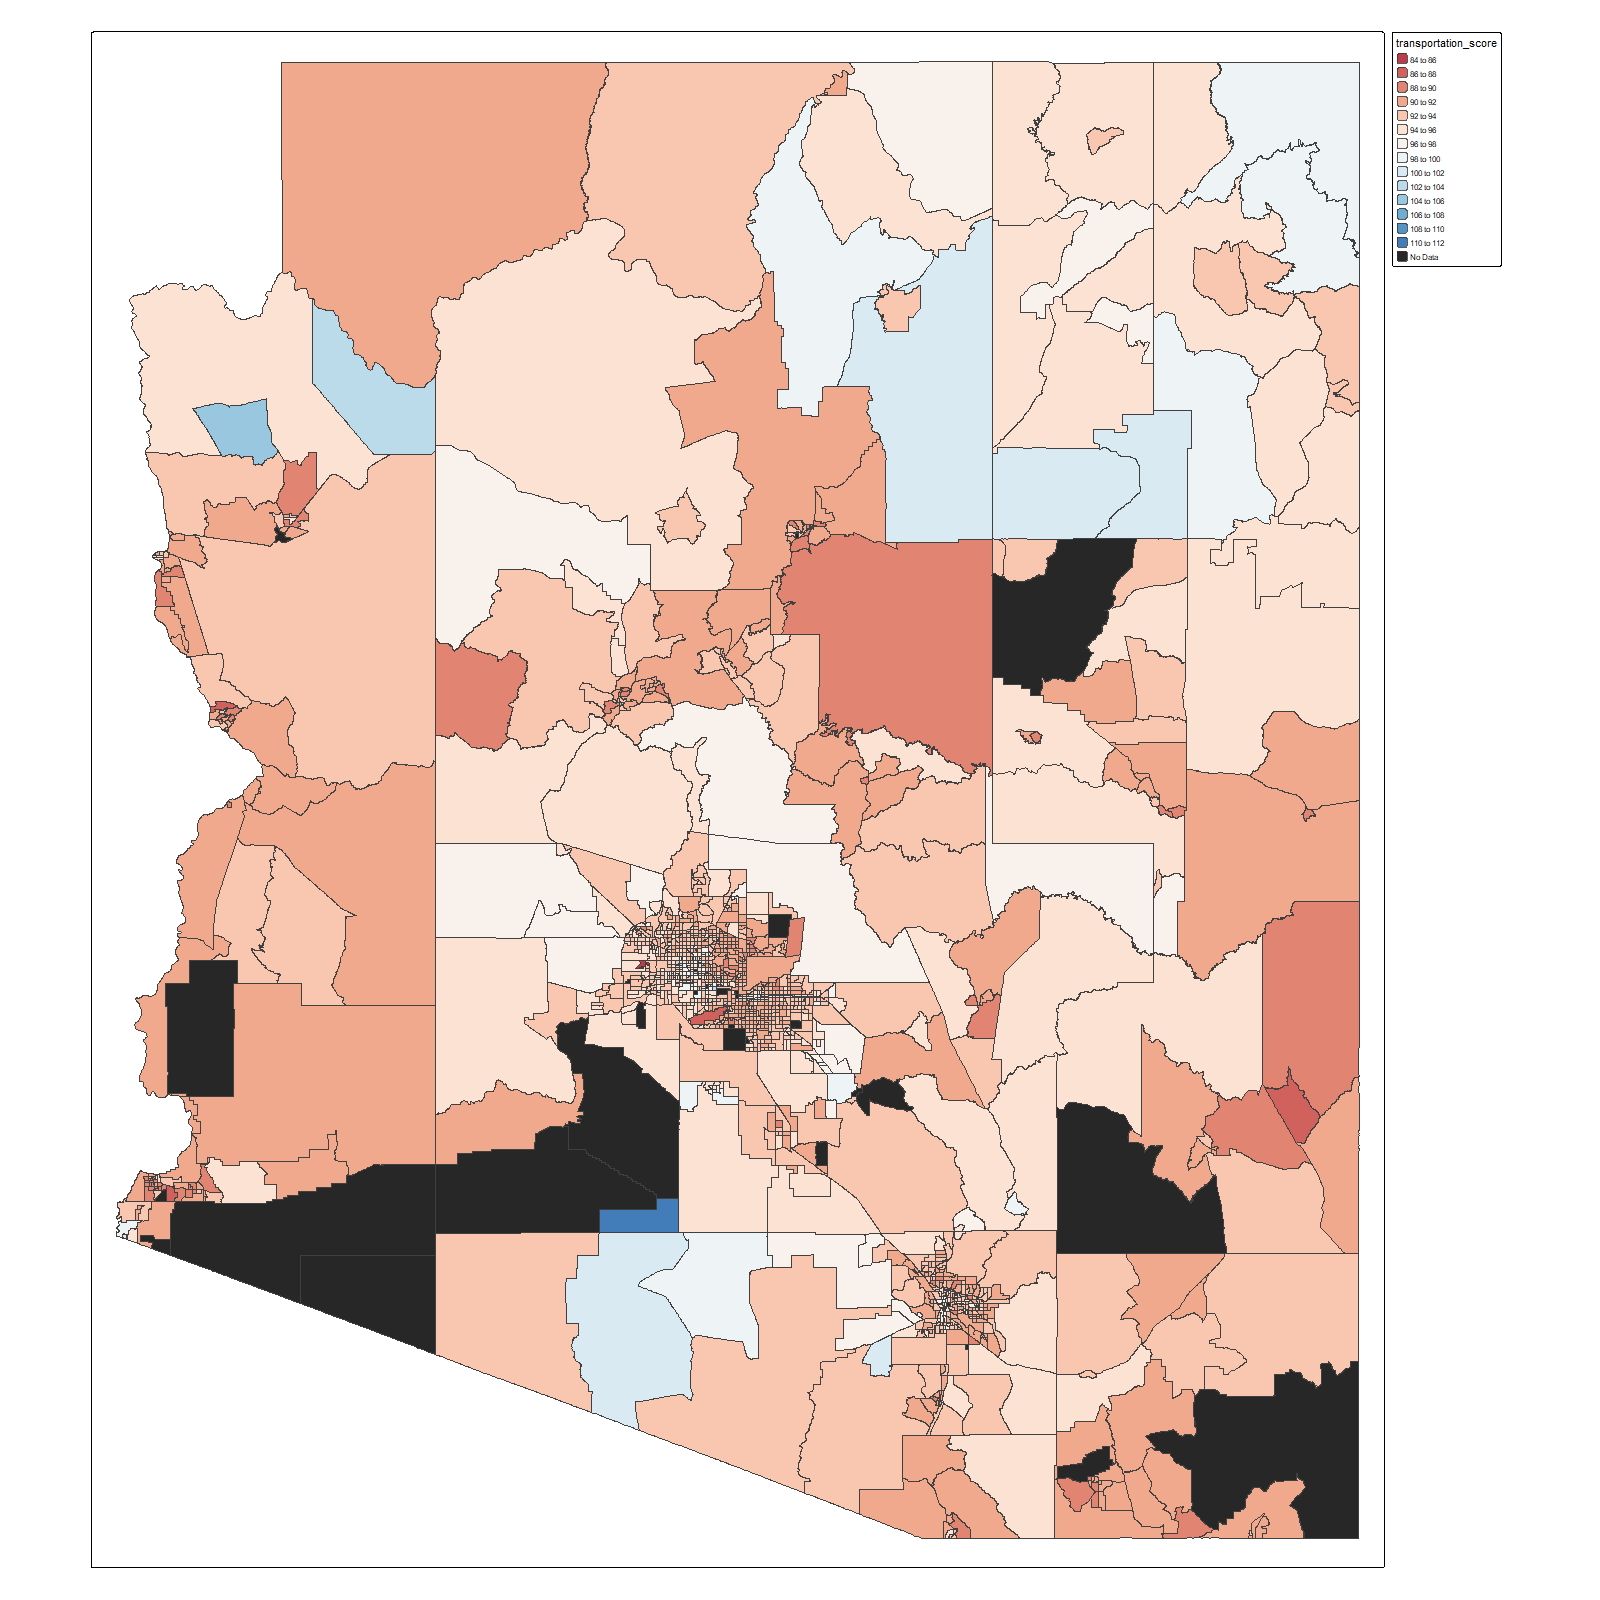 transportation_score
84 to 86
86 to 88
88 to 90
90 to 92
92 to 94
94 to 96
96 to 98
98 to 100
100 to 102
102 to 104
104 to 106
106 to 108
108 to 110
110 to 112
No Data